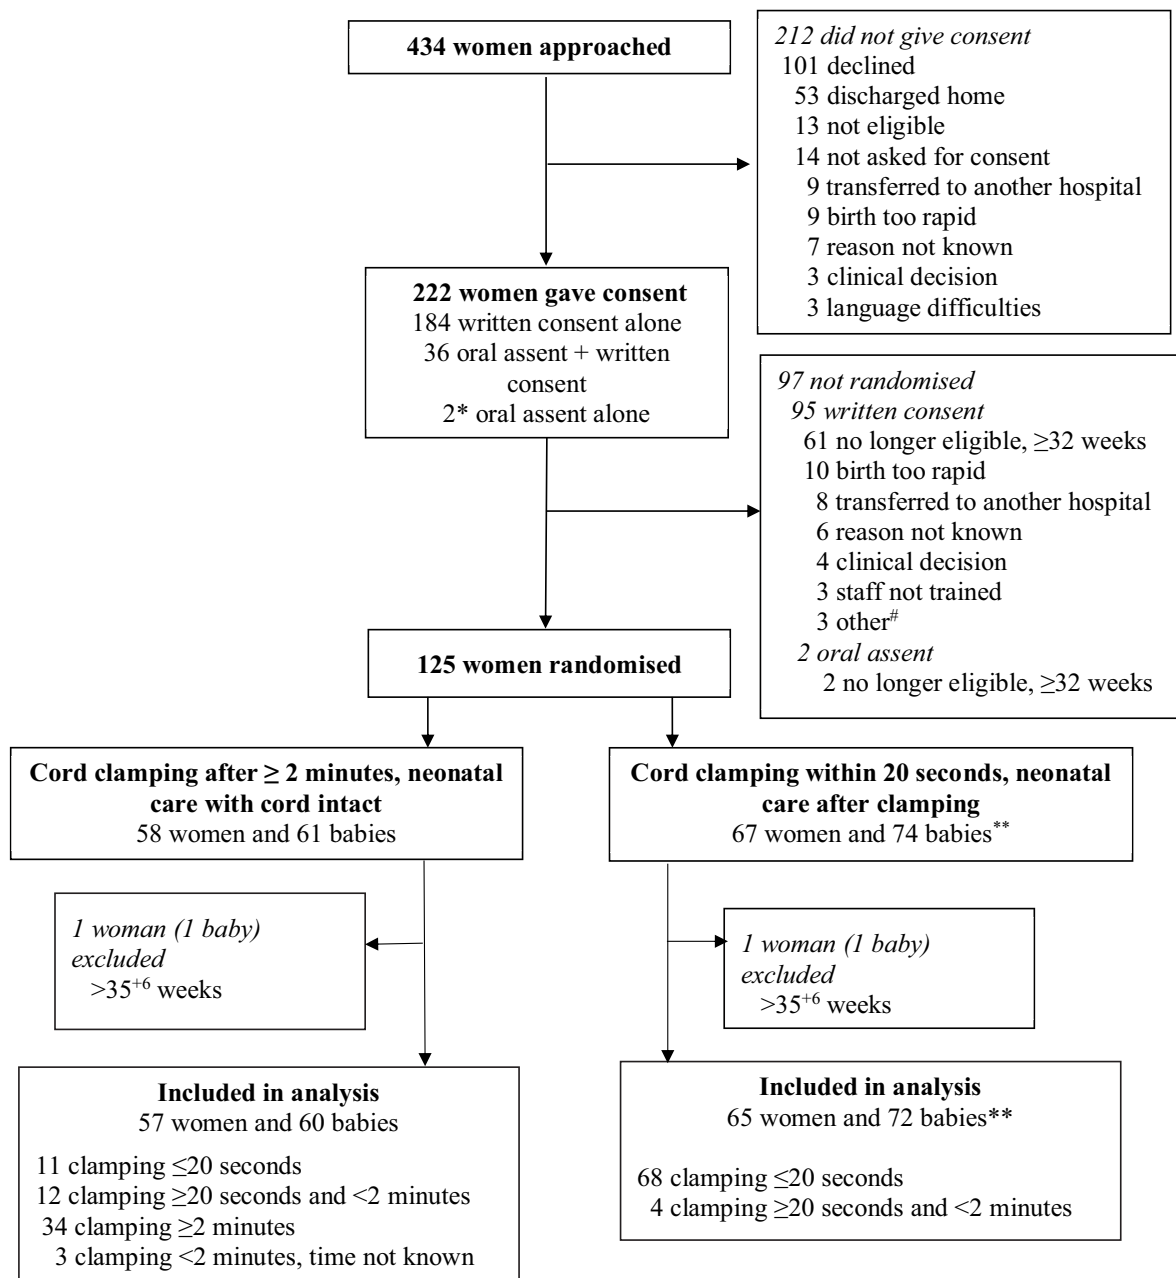 434 women approached
212 did not give consent
101 declined
53 discharged home
13 not eligible
14 not asked for consent
9 transferred to another hospital
9 birth too rapid
7 reason not known
3 clinical decision
3 language difficulties
222 women gave consent
184 written consent alone
36 oral assent + written
consent
2* oral assent alone
97 not randomised
95 written consent
61 no longer eligible, ≥32 weeks
10 birth too rapid
8 transferred to another hospital
6 reason not known
4 clinical decision
3 staff not trained
3 other#
2 oral assent
2 no longer eligible, ≥32 weeks
125 women randomised
Cord clamping after ≥ 2 minutes, neonatal
care with cord intact
58 women and 61 babies
Cord clamping within 20 seconds, neonatal
care after clamping
67 women and 74 babies**
1 woman (1 baby)
excluded
>35+6 weeks
1 woman (1 baby)
excluded
>35+6 weeks
Included in analysis
57 women and 60 babies
11 clamping ≤20 seconds
12 clamping ≥20 seconds and <2 minutes
34 clamping ≥2 minutes
3 clamping <2 minutes, time not known
Included in analysis
65 women and 72 babies**
68 clamping ≤20 seconds
4 clamping ≥20 seconds and <2 minutes